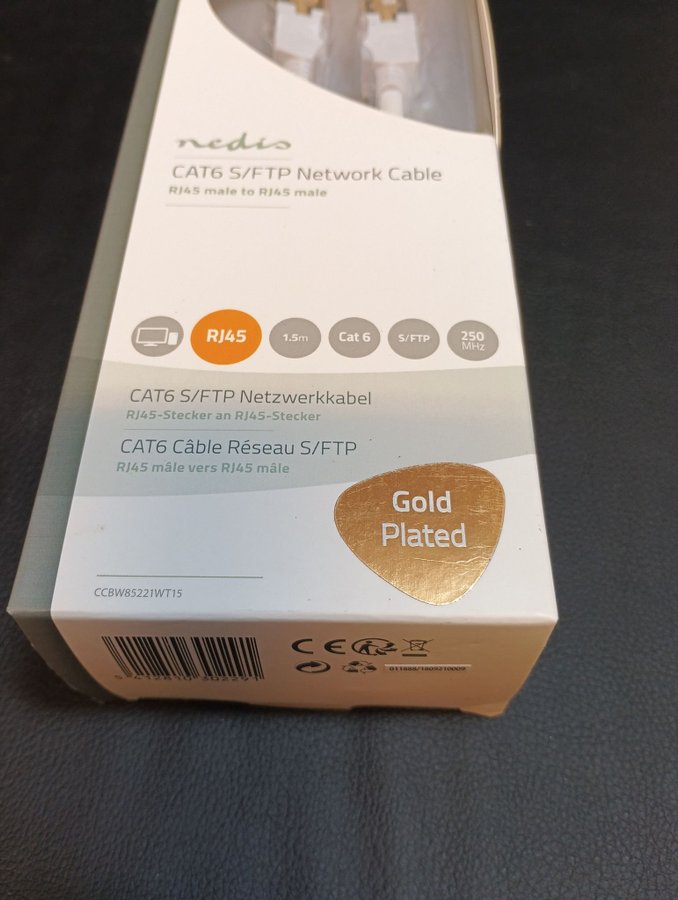 nedis
CAT6 S/FTP Network Cable
RJ45 male to RJ45 male
RJ45
1.5m
Cat 6
S/FTP
250
MHz
CAT6 S/FTP Netzwerkkabel
RJ45-Stecker an RJ45-Stecker
CAT6 Câble Réseau S/FTP
RJ45 mâle vers RJ45 mâle
Gold
Plated
CCBW85221WT15
CE
011888/1809210009